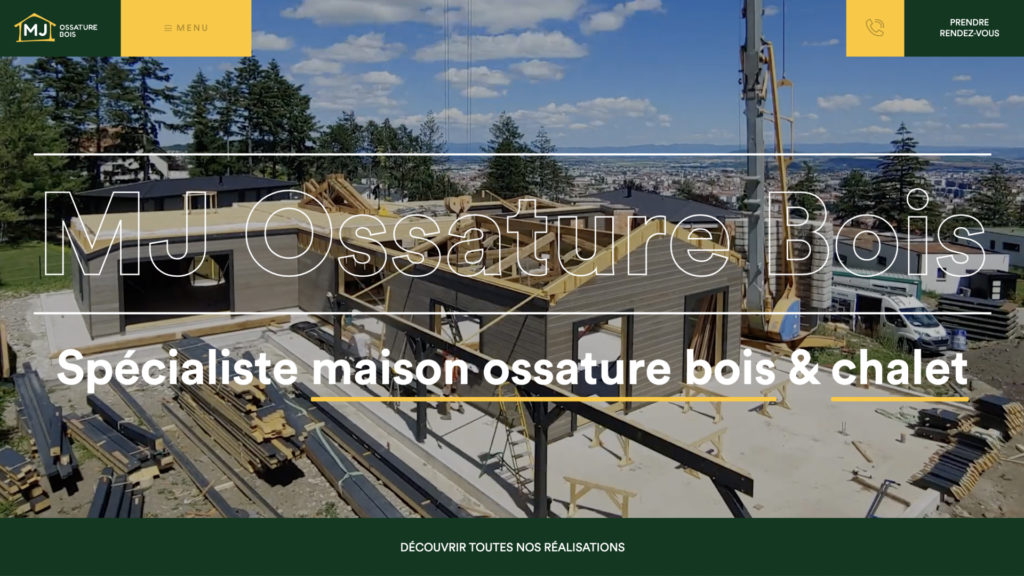 MJ OSSATURE
BOIS
MENU
PRENDRE
RENDEZ-VOUS
MJ Ossature Bois
Spécialiste maison ossature bois & chalet
DÉCOUVRIR TOUTES NOS RÉALISATIONS